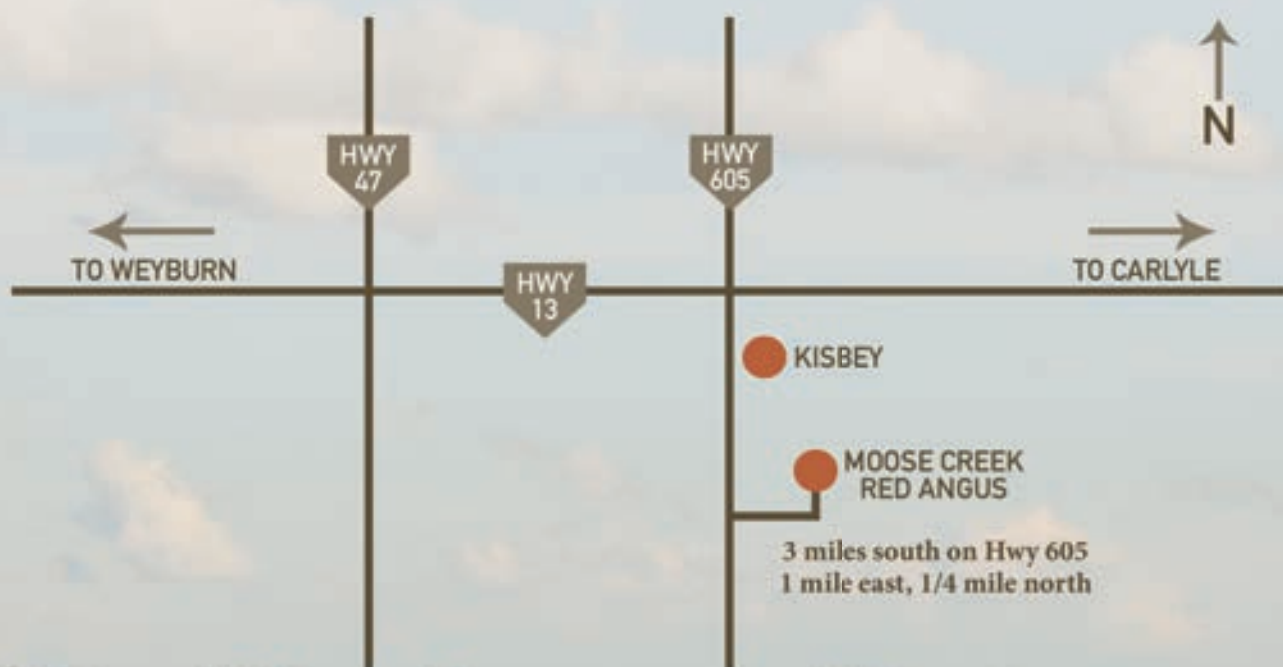 N
HWY
47
HWY
605
TO WEYBURN
TO CARLYLE
HWY
13
KISBEY
MOOSE CREEK
RED ANGUS
3 miles south on Hwy 605
1 mile east, 1/4 mile north